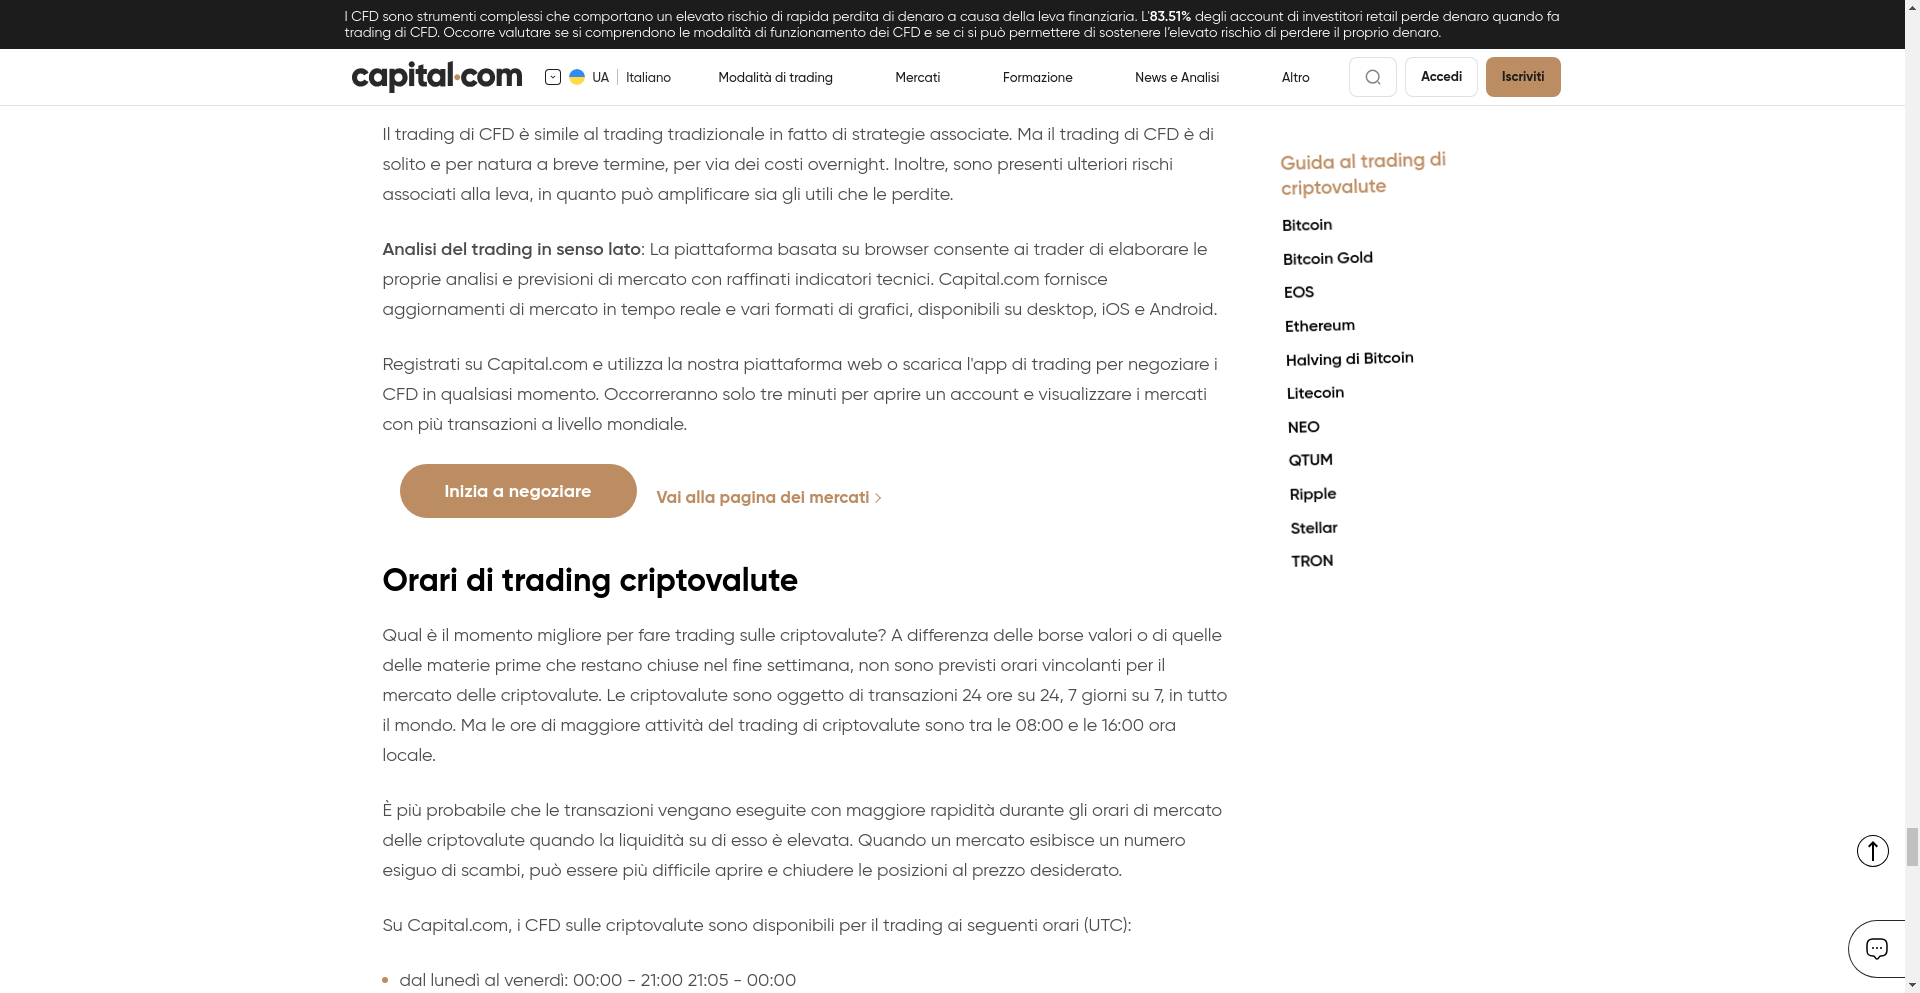 I CFD sono strumenti complessi che comportano un elevato rischio di rapida perdita di denaro a causa della leva finanziaria. L'83.51% degli account di investitori retail perde denaro quando fa
trading di CFD. Occorre valutare se si comprendono le modalità di funzionamento dei CFD e se ci si può permettere di sostenere l'elevato rischio di perdere il proprio denaro.
capital.com
UA
Italiano
Modalità di trading
Mercati
Formazione
News e Analisi
Altro
Accedi
Iscriviti
Il trading di CFD è simile al trading tradizionale in fatto di strategie associate. Ma il trading di CFD è di
solito e per natura a breve termine, per via dei costi overnight. Inoltre, sono presenti ulteriori rischi
associati alla leva, in quanto può amplificare sia gli utili che le perdite.
Analisi del trading in senso lato: La piattaforma basata su browser consente ai trader di elaborare le
proprie analisi e previsioni di mercato con raffinati indicatori tecnici. Capital.com fornisce
aggiornamenti di mercato in tempo reale e vari formati di grafici, disponibili su desktop, iOS e Android.
Registrati su Capital.com e utilizza la nostra piattaforma web o scarica l'app di trading per negoziare i
CFD in qualsiasi momento. Occorreranno solo tre minuti per aprire un account e visualizzare i mercati
con più transazioni a livello mondiale.
Inizia a negoziare
Vai alla pagina dei mercati
Orari di trading criptovalute
Qual è il momento migliore per fare trading sulle criptovalute? A differenza delle borse valori o di quelle
delle materie prime che restano chiuse nel fine settimana, non sono previsti orari vincolanti per il
mercato delle criptovalute. Le criptovalute sono oggetto di transazioni 24 ore su 24, 7 giorni su 7, in tutto
il mondo. Ma le ore di maggiore attività del trading di criptovalute sono tra le 08:00 e le 16:00 ora
locale.
È più probabile che le transazioni vengano eseguite con maggiore rapidità durante gli orari di mercato
delle criptovalute quando la liquidità su di esso è elevata. Quando un mercato esibisce un numero
esiguo di scambi, può essere più difficile aprire e chiudere le posizioni al prezzo desiderato.
Su Capital.com, i CFD sulle criptovalute sono disponibili per il trading ai seguenti orari (UTC):
dal lunedì al venerdì: 00:00 - 21:00 21:05 - 00:00
Guida al trading di
criptovalute
Bitcoin
Bitcoin Gold
EOS
Ethereum
Halving di Bitcoin
Litecoin
NEO
QTUM
Ripple
Stellar
TRON